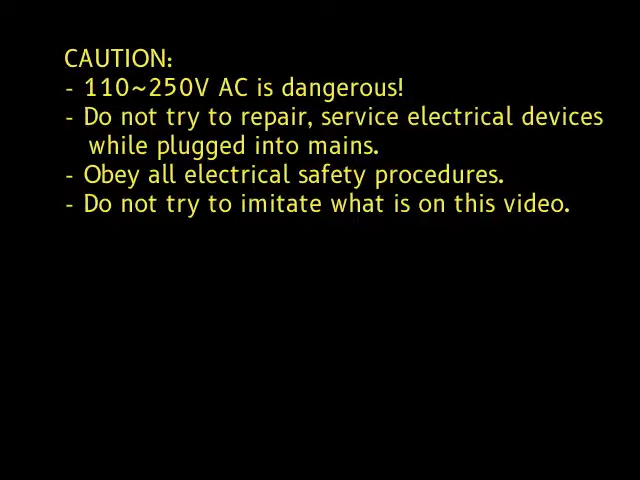 CAUTION:
- 110~250V AC is dangerous!
- Do not try to repair, service electrical devices
while plugged into mains.
- Obey all electrical safety procedures.
- Do not try to imitate what is on this video.